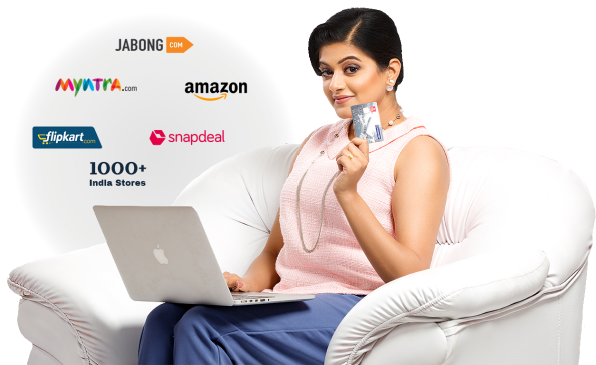 JABONG COM
Myntra.com
amazon
flipkart.com
snapdeal
1000+
India Stores